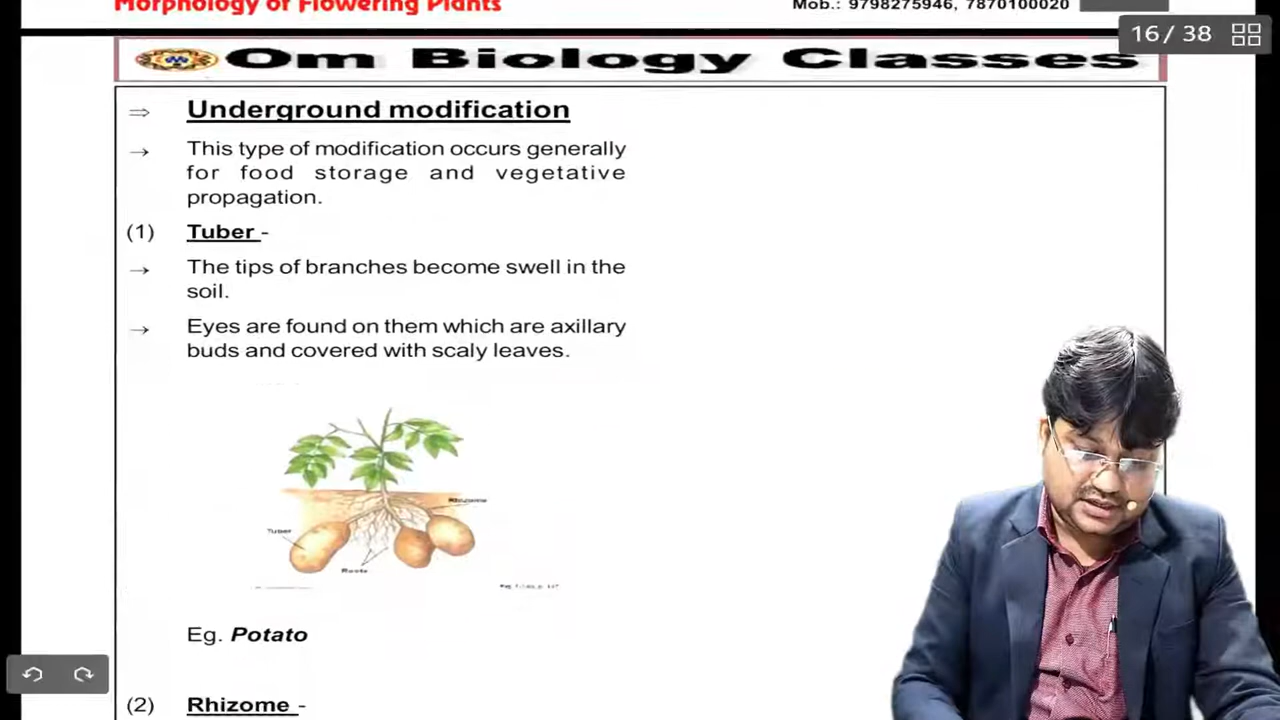 Morphology of Flowering Plants
Mob.: 9798275946, 7870100020
16 / 38
Om Biology Classes
⇒ Underground modification
→ This type of modification occurs generally
for food storage and vegetative
propagation.
(1) Tuber -
→ The tips of branches become swell in the
soil.
→ Eyes are found on them which are axillary
buds and covered with scaly leaves.
Rhizome
Tuber
Roots
Eg. Potato
(2) Rhizome -